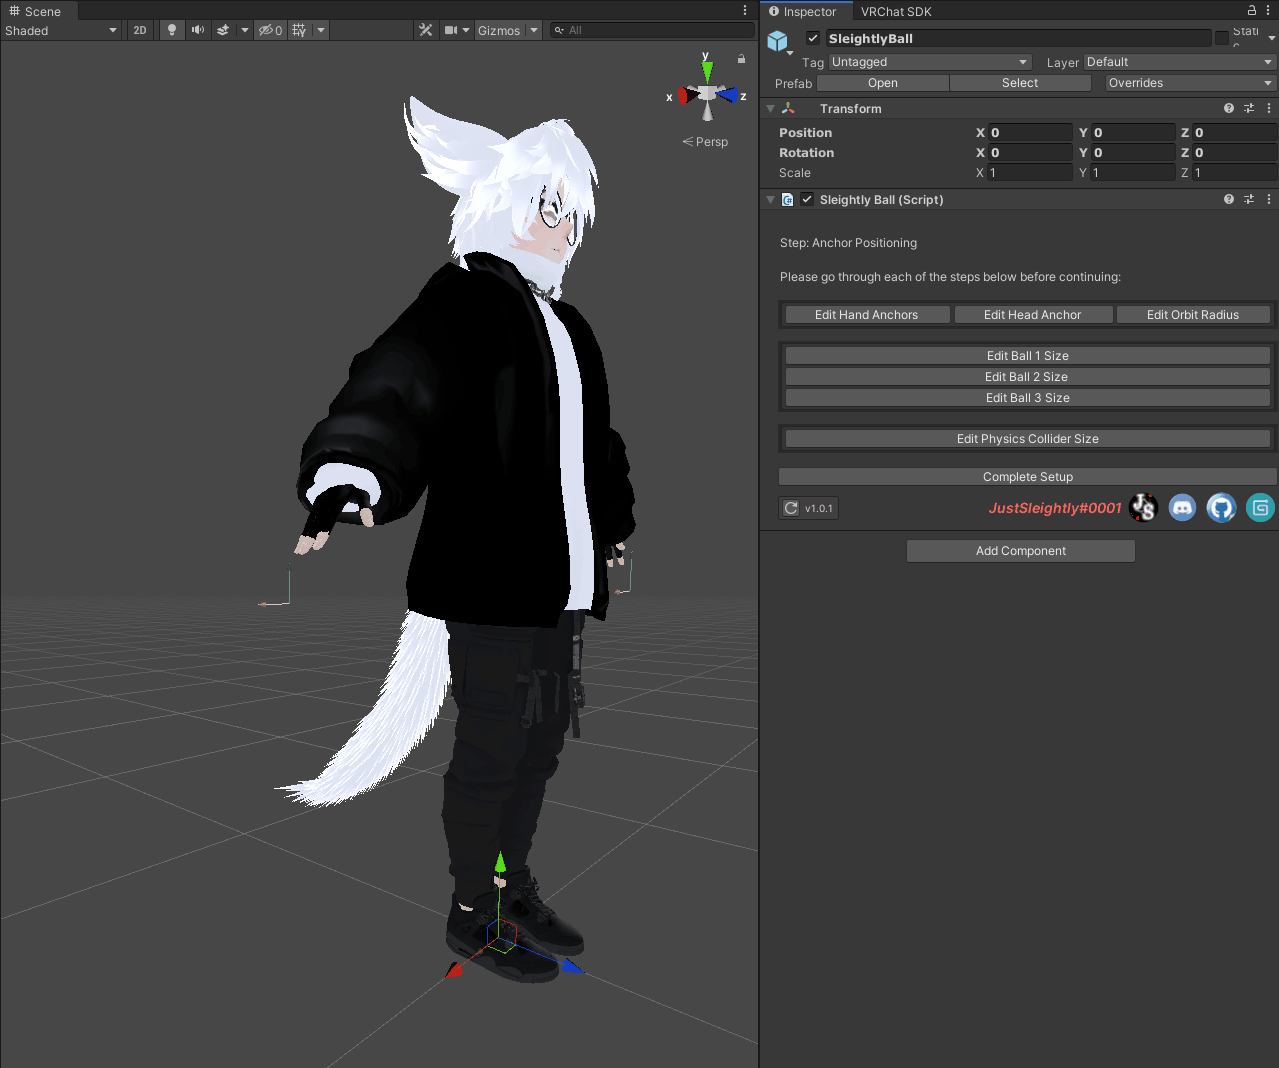 Scene
Shaded
2D
0
Gizmos
All
y
x
z
Persp
Inspector
VRChat SDK
SleightlyBall
Tag
Untagged
Layer
Default
Prefab
Open
Select
Overrides
Transform
Position X 0 Y 0 Z 0
Rotation X 0 Y 0 Z 0
Scale X 1 Y 1 Z 1
Sleightly Ball (Script)
Step: Anchor Positioning
Please go through each of the steps below before continuing:
Edit Hand Anchors
Edit Head Anchor
Edit Orbit Radius
Edit Ball 1 Size
Edit Ball 2 Size
Edit Ball 3 Size
Edit Physics Collider Size
Complete Setup
v1.0.1
JustSleightly#0001
JS
Add Component